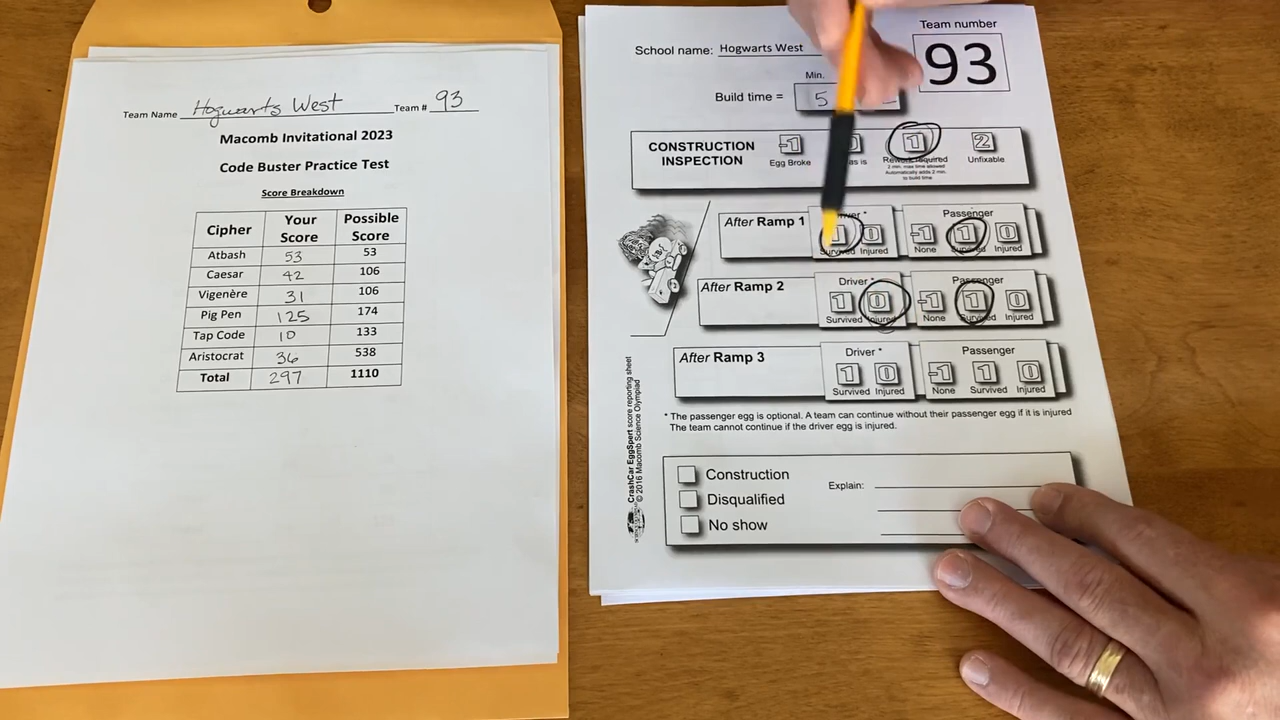 Team Name Hogwarts West Team # 93
Macomb Invitational 2023
Code Buster Practice Test
Score Breakdown
Cipher Your Score Possible Score
Atbash 53 53
Caesar 42 106
Vigenère 31 106
Pig Pen 125 174
Tap Code 10 133
Aristocrat 36 538
Total 297 1110
Team number
School name: Hogwarts West 93
Min.
Build time = 5
CONSTRUCTION INSPECTION
-1 0 1 2
Egg Broke as is Rework required Unfixable
2 min. max time allowed
Automatically adds 2 min.
to build time
After Ramp 1 Passenger
1 0 -1 1 0
Survived Injured None Survived Injured
After Ramp 2 Driver * Passenger
1 0 -1 1 0
Survived Injured None Survived Injured
After Ramp 3 Driver * Passenger
1 0 -1 1 0
Survived Injured None Survived Injured
* The passenger egg is optional. A team can continue without their passenger egg if it is injured
The team cannot continue if the driver egg is injured.
Construction
Disqualified
No show
Explain:
CrashCar EggSpert score reporting sheet
© 2016 Macomb Science Olympiad